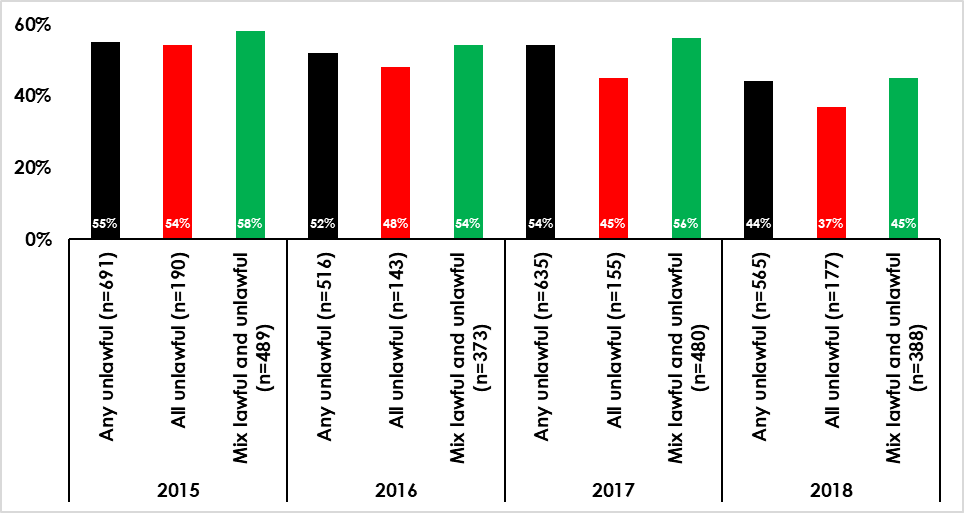 60%
40%
20%
0%
55%
54%
58%
52%
48%
54%
54%
45%
56%
44%
37%
45%
Any unlawful (n=691)
All unlawful (n=190)
Mix lawful and unlawful
(n=489)
Any unlawful (n=516)
All unlawful (n=143)
Mix lawful and unlawful
(n=373)
Any unlawful (n=635)
All unlawful (n=155)
Mix lawful and unlawful
(n=480)
Any unlawful (n=565)
All unlawful (n=177)
Mix lawful and unlawful
(n=388)
2015
2016
2017
2018